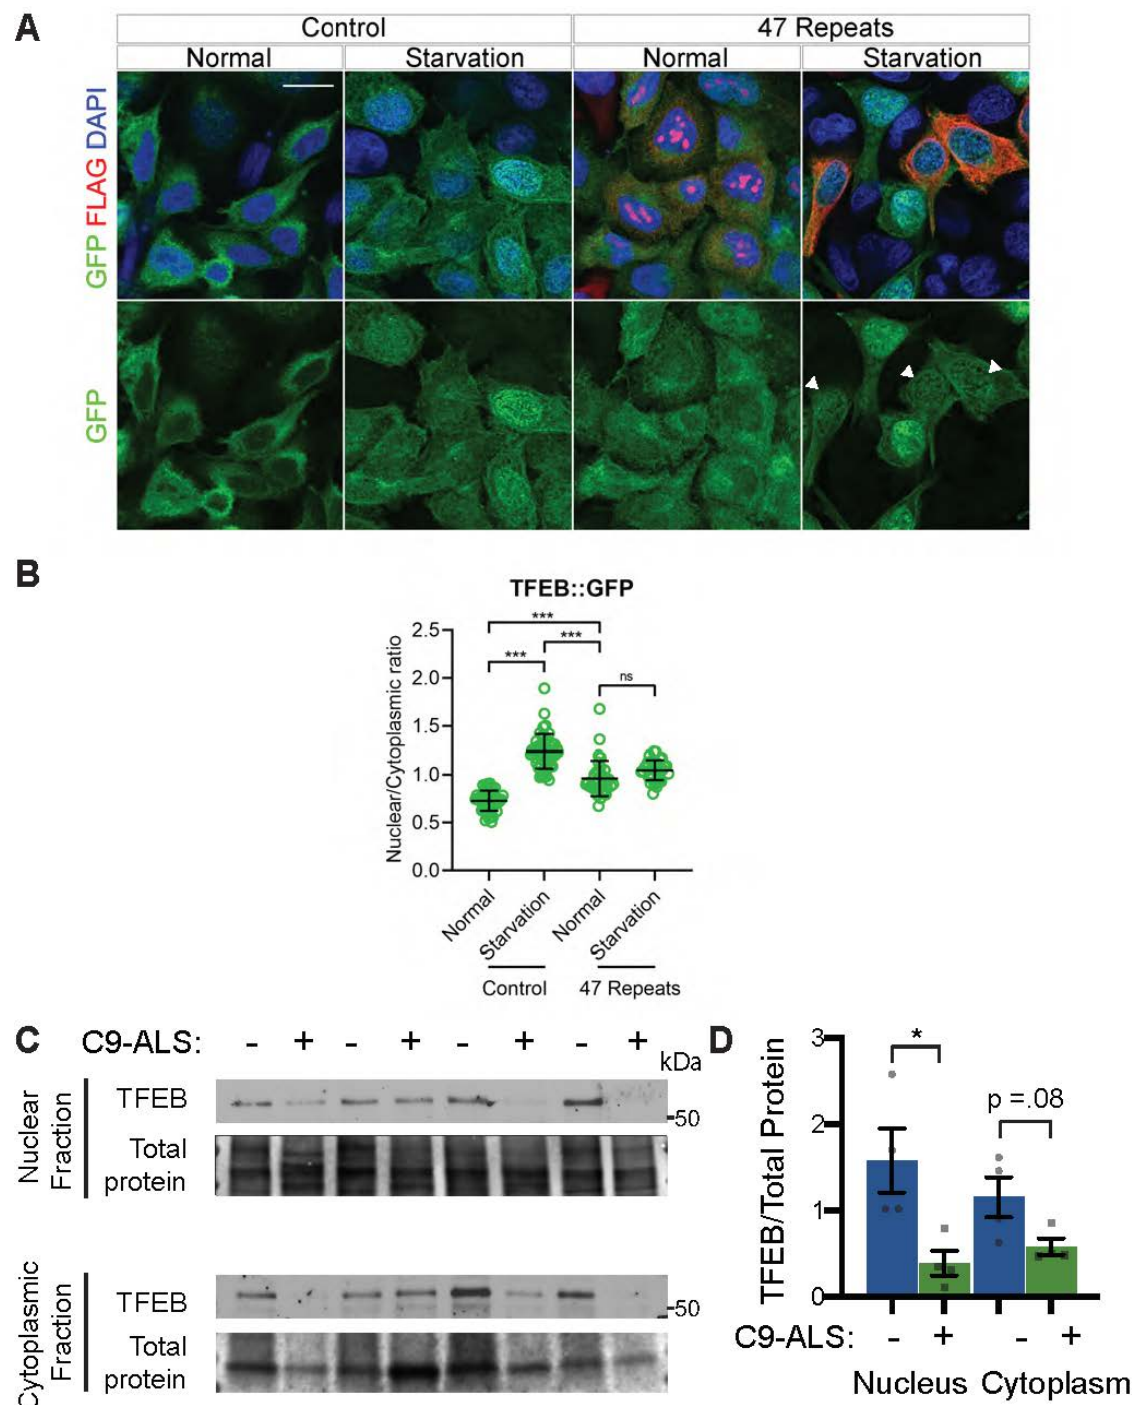 A
Control
47 Repeats
Normal
Starvation
Normal
Starvation
GFP FLAG DAPI
GFP
B
TFEB::GFP
***
***
***
ns
Nuclear/Cytoplasmic ratio
2.5
2.0
1.5
1.0
0.5
0.0
Normal
Starvation
Normal
Starvation
Control
47 Repeats
C
C9-ALS: - + - + - + - +
kDa
Nuclear
Fraction
TFEB
-50
Total
protein
Cytoplasmic
Fraction
TFEB
-50
Total
protein
D
TFEB/Total Protein
3
2
1
0
*
p =.08
C9-ALS: - + - +
Nucleus Cytoplasm